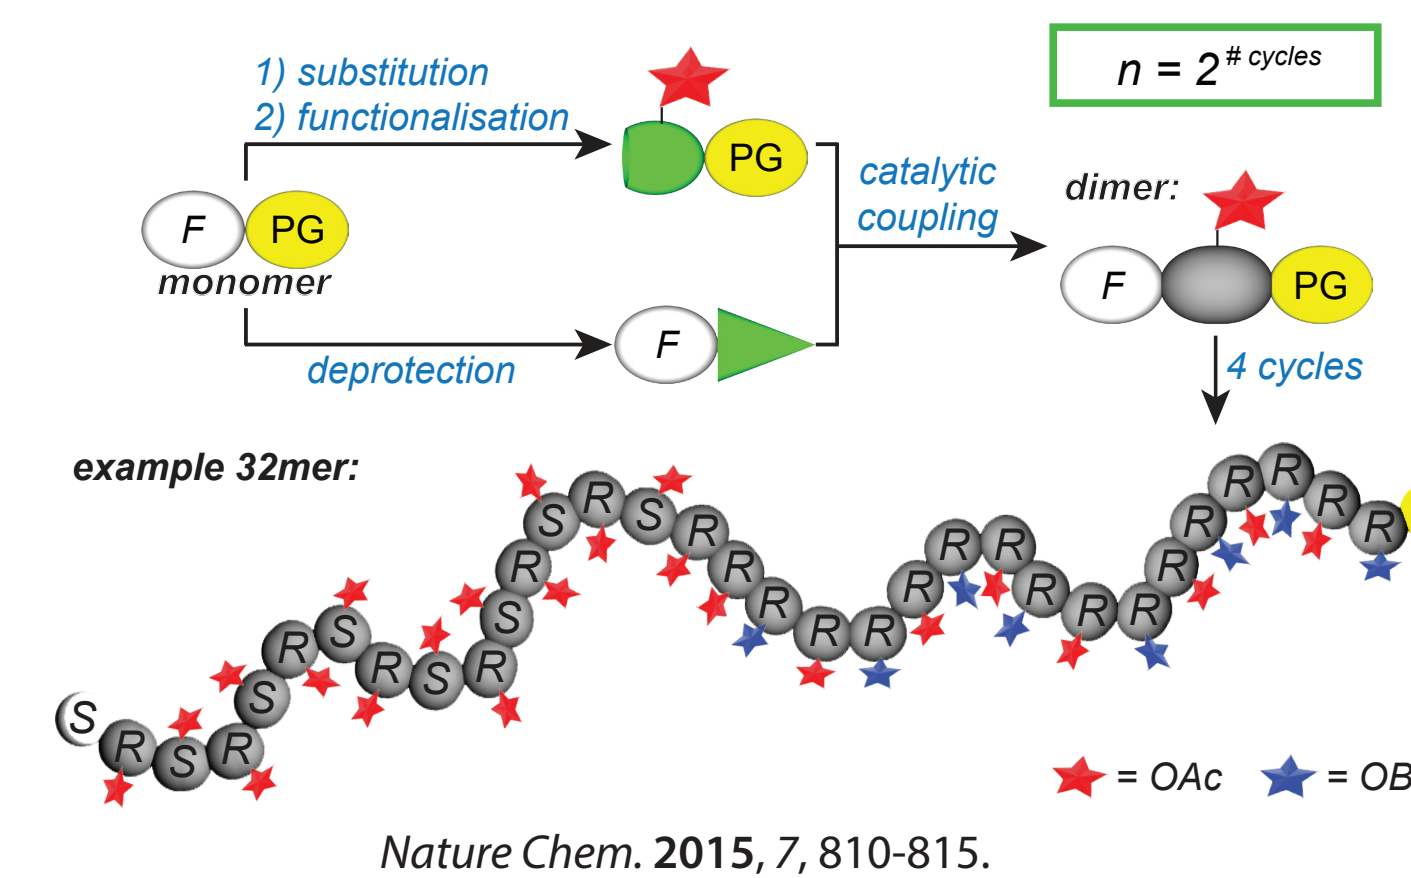 1) substitution
2) functionalisation
n = 2 # cycles
PG
catalytic
coupling
dimer:
F PG
monomer
F PG
F
deprotection
4 cycles
example 32mer:
S R S R S R S R S R S R S R S R R R R R R R R R R R R R R R R R
= OAc = OB
Nature Chem. 2015, 7, 810-815.